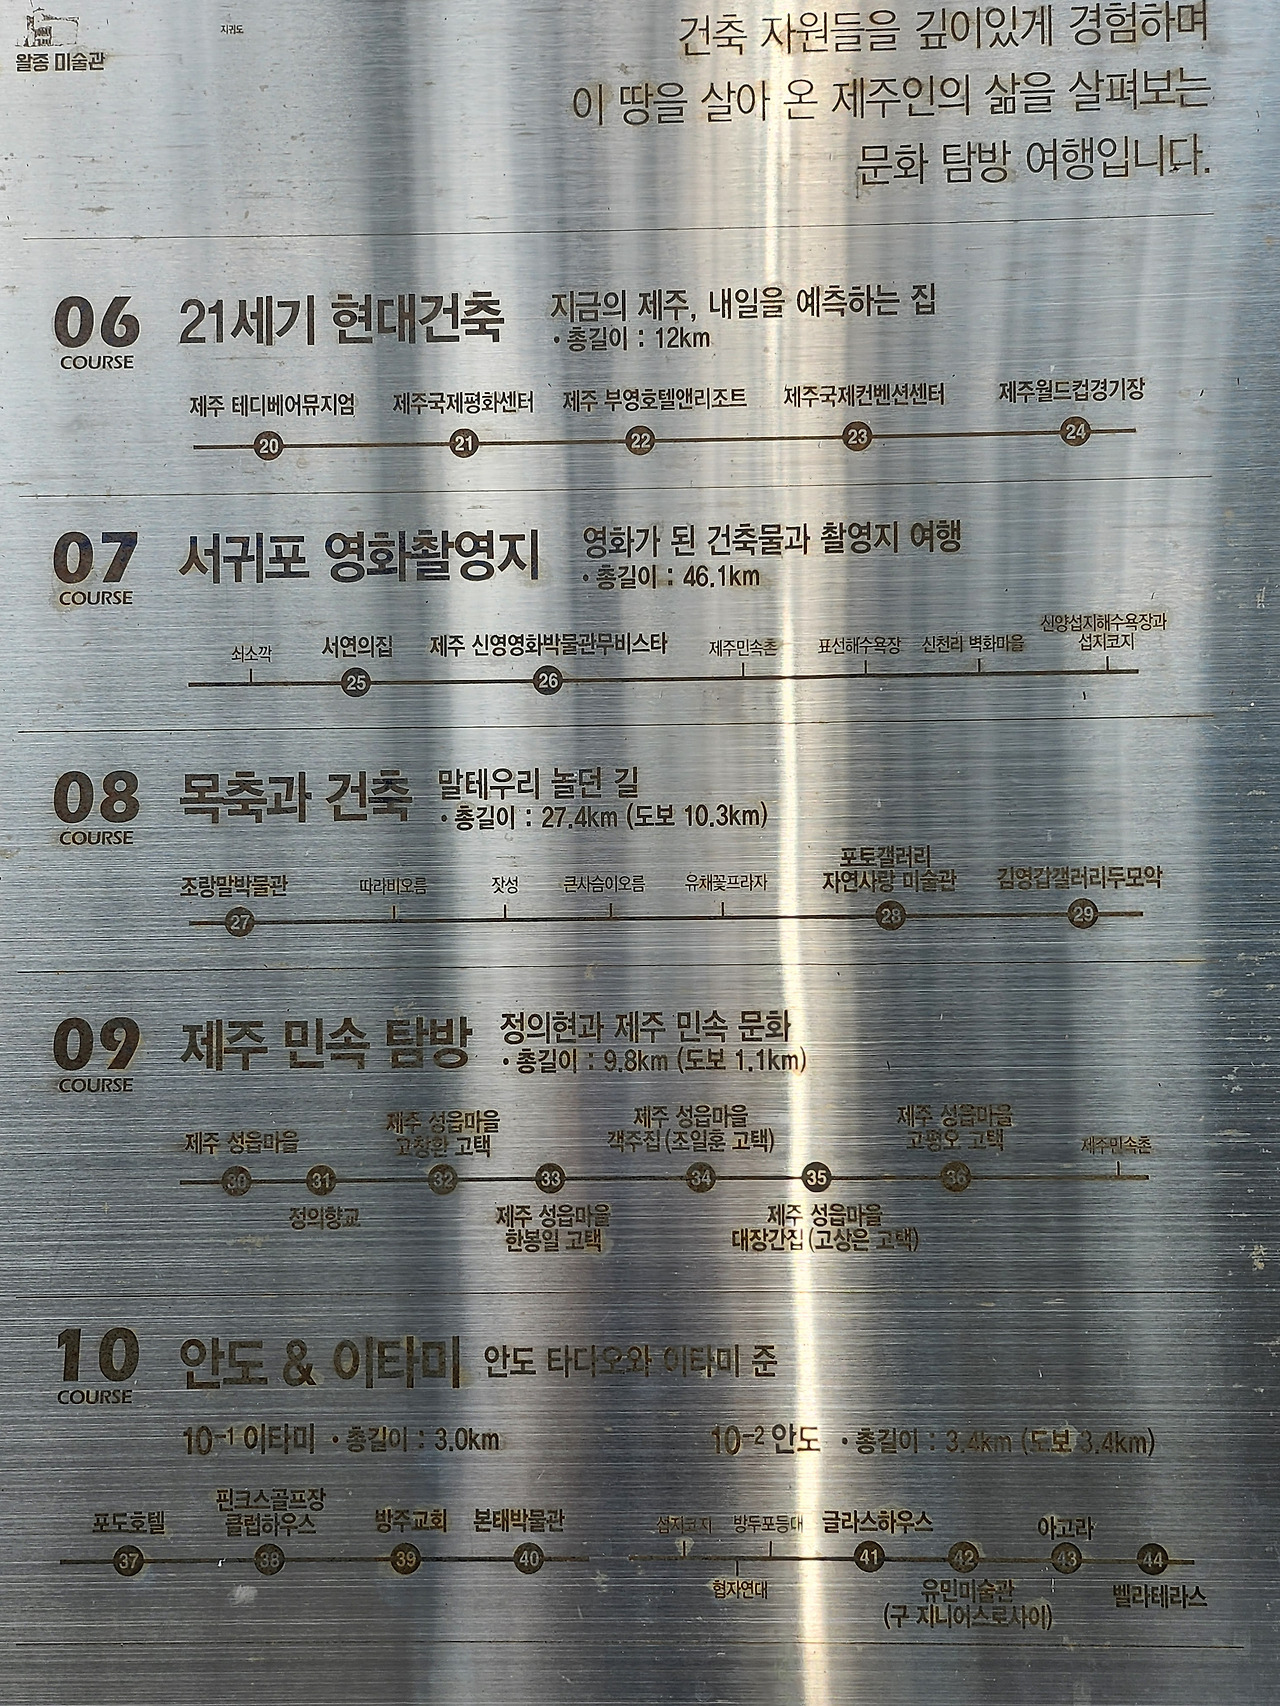 왈종 미술관
지귀도
건축 자원들을 깊이있게 경험하며
이 땅을 살아 온 제주인의 삶을 살펴보는
문화 탐방 여행입니다.
06 COURSE
21세기 현대건축
지금의 제주, 내일을 예측하는 집
• 총길이 : 12km
제주 테디베어뮤지엄 제주국제평화센터 제주 부영호텔앤리조트 제주국제컨벤션센터 제주월드컵경기장
20 21 22 23 24
07 COURSE
서귀포 영화촬영지
영화가 된 건축물과 촬영지 여행
• 총길이 : 46.1km
신양섭지해수욕장과
쇠소깍 서연의집 제주 신영영화박물관무비스타 제주민속촌 표선해수욕장 신천리 벽화마을 섭지코지
25 26
08 COURSE
목축과 건축
말테우리 놀던 길
• 총길이 : 27.4km (도보 10.3km)
포토갤러리
조랑말박물관 따라비오름 잣성 큰사슴이오름 유채꽃프라자 자연사랑 미술관 김영갑갤러리두모악
27 28 29
09 COURSE
제주 민속 탐방
정의현과 제주 민속 문화
• 총길이 : 9.8km (도보 1.1km)
제주 성읍마을 제주 성읍마을 제주 성읍마을
제주 성읍마을 고창환 고택 객주집(조일훈 고택) 고평오 고택 제주민속촌
30 31 32 33 34 35 36
정의향교 제주 성읍마을 제주 성읍마을
한봉일 고택 대장간집(고상은 고택)
10 COURSE
안도 & 이타미
안도 타다오와 이타미 준
10-1 이타미 • 총길이 : 3.0km
10-2 안도 • 총길이 : 3.4km (도보 3.4km)
핀크스골프장
포도호텔 클럽하우스 방주교회 본태박물관
37 38 39 40
섭지코지 방두포등대 글라스하우스 아고라
41 42 43 44
협자연대 유민미술관 벨라테라스
(구 지니어스로사이)